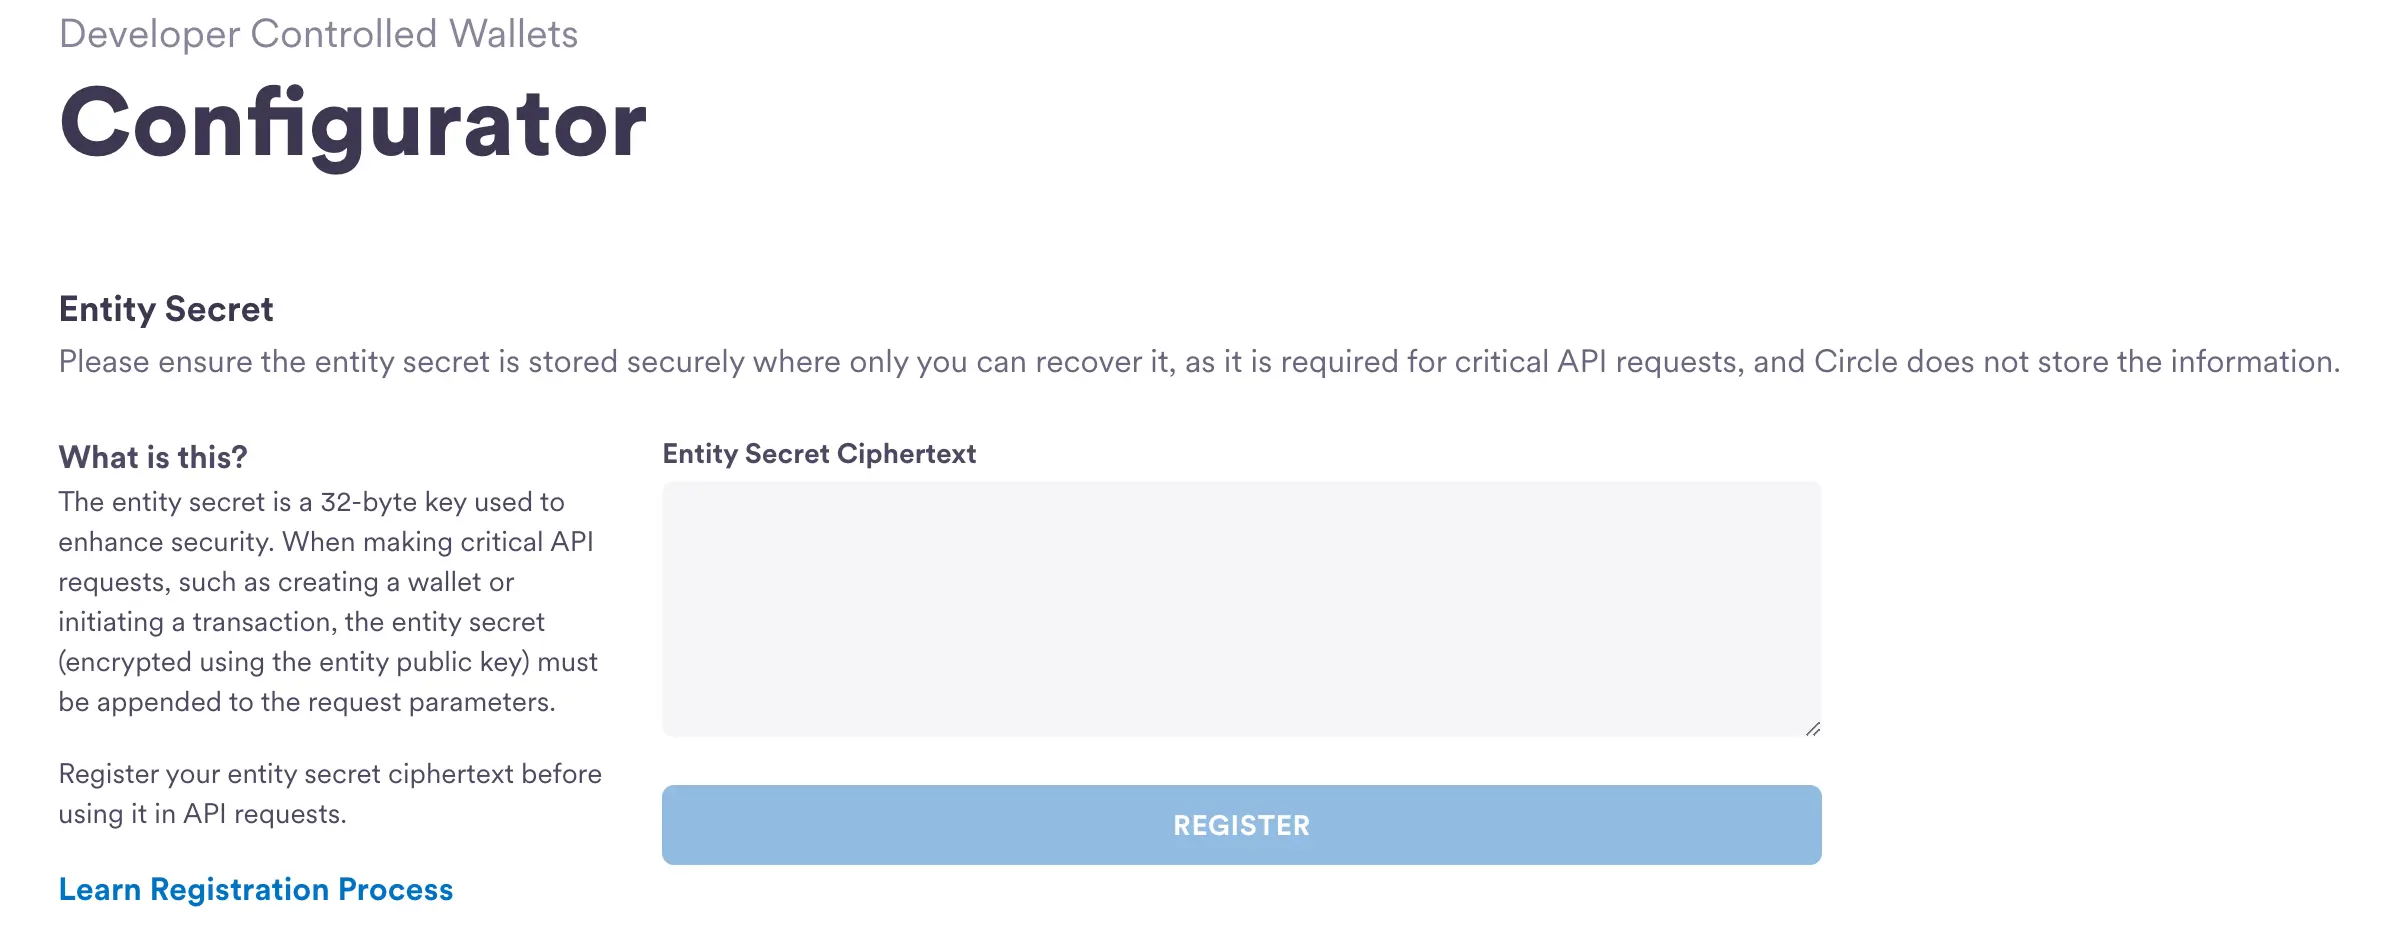 Developer Controlled Wallets
Configurator
Entity Secret
Please ensure the entity secret is stored securely where only you can recover it, as it is required for critical API requests, and Circle does not store the information.
What is this?
The entity secret is a 32-byte key used to
enhance security. When making critical API
requests, such as creating a wallet or
initiating a transaction, the entity secret
(encrypted using the entity public key) must
be appended to the request parameters.
Register your entity secret ciphertext before
using it in API requests.
Learn Registration Process
Entity Secret Ciphertext
REGISTER